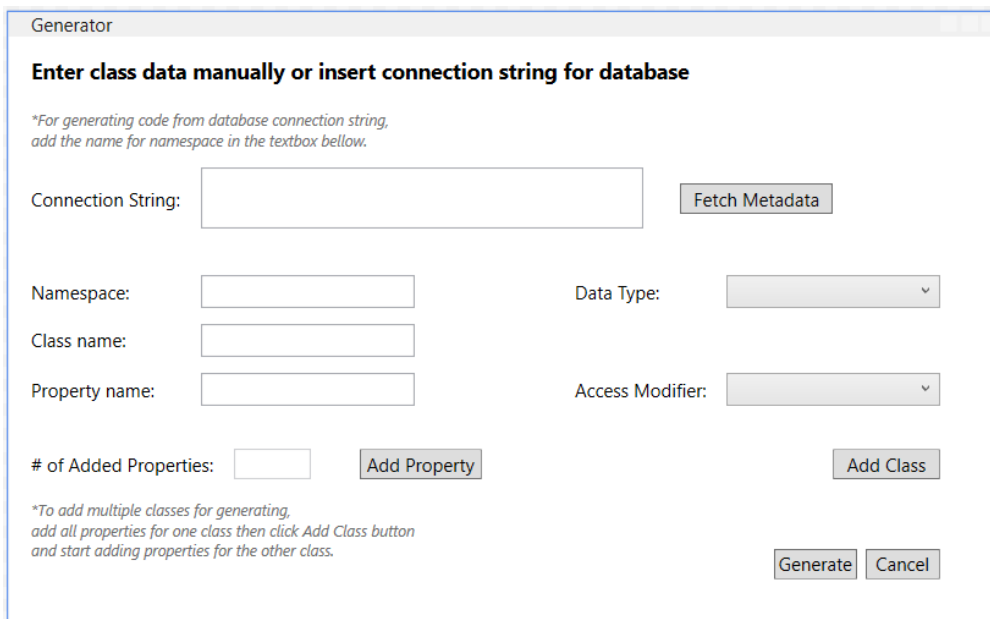 Generator
Enter class data manually or insert connection string for database
*For generating code from database connection string,
add the name for namespace in the textbox bellow.
Connection String:
Fetch Metadata
Namespace:
Data Type:
Class name:
Property name:
Access Modifier:
# of Added Properties:
Add Property
Add Class
*To add multiple classes for generating,
add all properties for one class then click Add Class button
and start adding properties for the other class.
Generate
Cancel